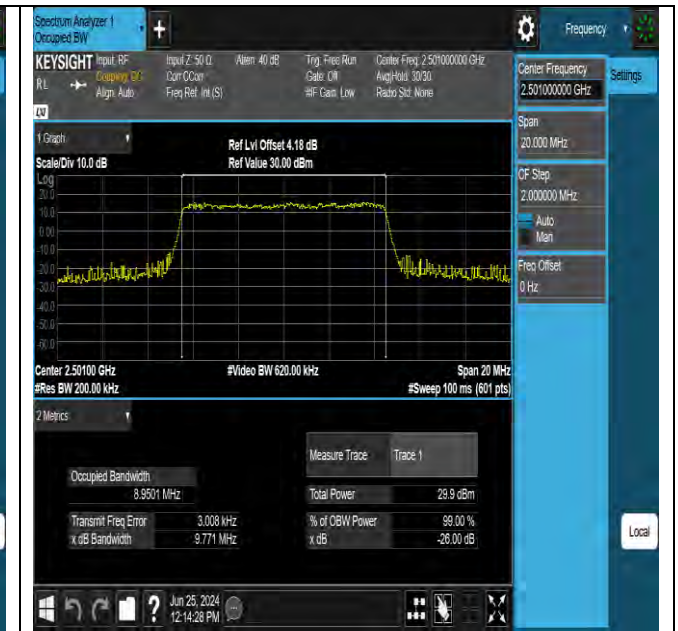 Spectrum Analyzer 1
Occupied BW
+
Frequency
KEYSIGHT
RL
LXI
Input: RF
Coupling: DC
Align: Auto
Input Z: 50 Ω
Corr CCorr
Freq Ref: Int (S)
Atten: 40 dB
Trig: Free Run
Gate: Off
#IF Gain: Low
Center Freq: 2.501000000 GHz
Avg|Hold: 30/30
Radio Std: None
1 Graph
Scale/Div 10.0 dB
Ref Lvl Offset 4.18 dB
Ref Value 30.00 dBm
Log
20.0
10.0
0.00
-10.0
-20.0
-30.0
-40.0
-50.0
-60.0
Center 2.50100 GHz
#Res BW 200.00 kHz
#Video BW 620.00 kHz
Span 20 MHz
#Sweep 100 ms (601 pts)
2 Metrics
Measure Trace
Trace 1
Occupied Bandwidth
8.9501 MHz
Total Power
29.9 dBm
Transmit Freq Error
3.008 kHz
% of OBW Power
99.00 %
x dB Bandwidth
9.771 MHz
x dB
-26.00 dB
?
Jun 25, 2024
12:14:28 PM
Center Frequency
2.501000000 GHz
Settings
Span
20.000 MHz
CF Step
2.000000 MHz
Auto
Man
Freq Offset
0 Hz
Local